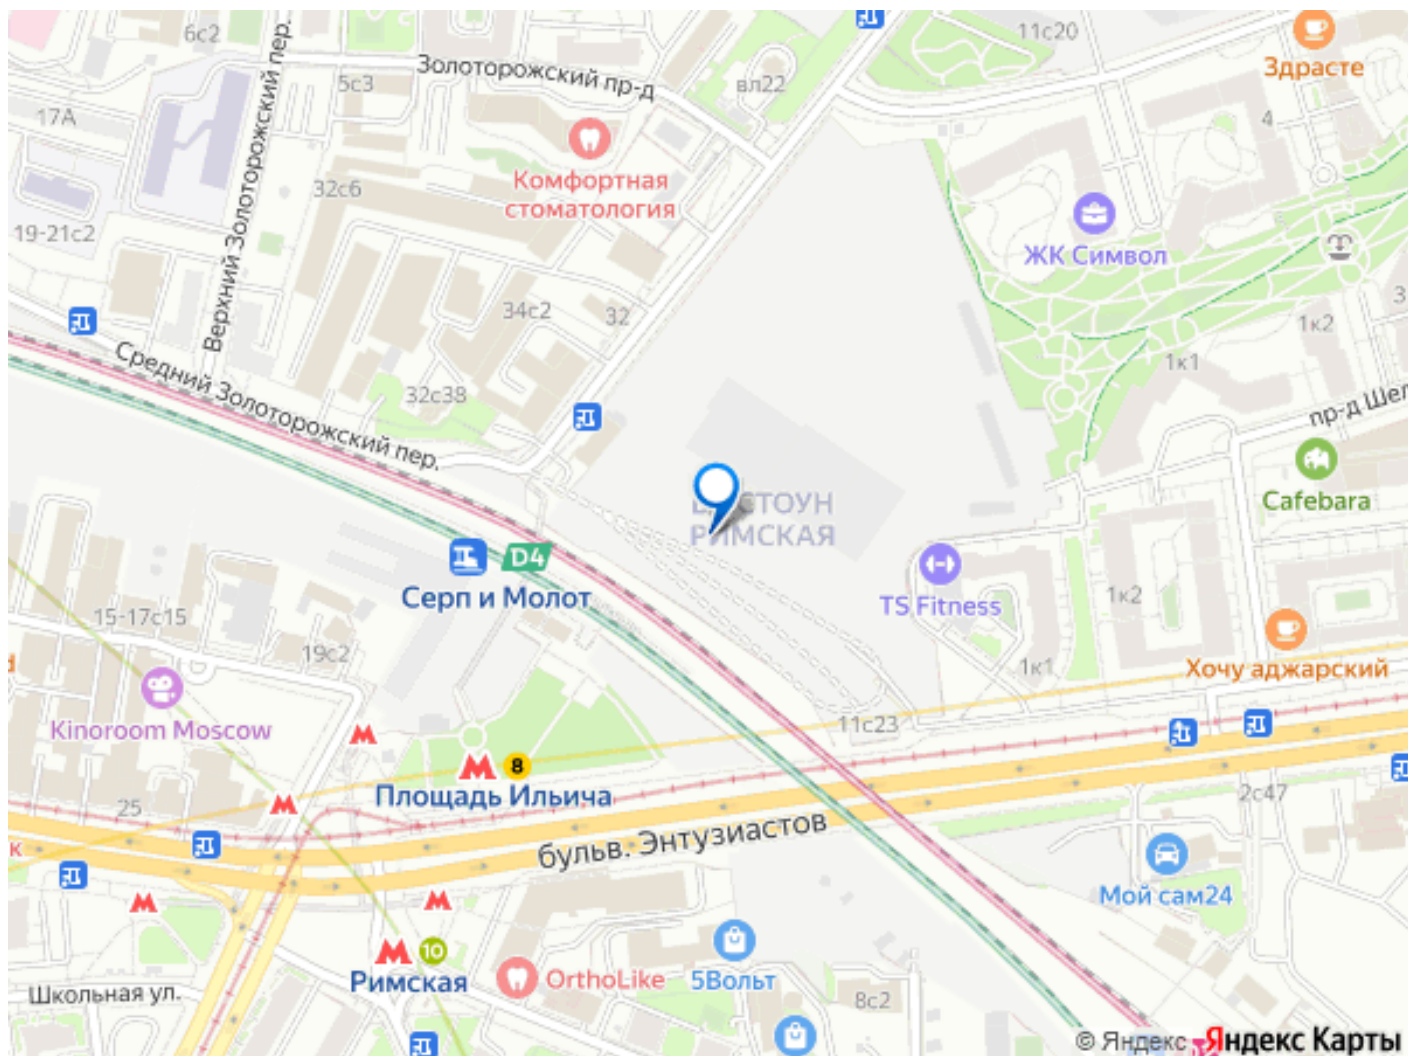 6с2
11с20
Здрасте
Золоторожский пр-д
5с3
вл22
17А
4
Верхний Золоторожский пер.
Комфортная
стоматология
32с6
19-21с2
ЖК Символ
34с2
32
1к2
3
1к1
Средний Золоторожский пер.
32с38
пр-д Шел
Cafebara
РИМСКАЯ
D4
Серп и Молот
TS Fitness
1к2
15-17с15
19с2
1к1
Хочу аджарский
Kinoroom Moscow
11с23
8
Площадь Ильича
25
2с47
бульв. Энтузиастов
к
Мой сам24
10
Римская
OrthoLike
5Вольт
Школьная ул.
8с2
© Яндекс Яндекс Карты